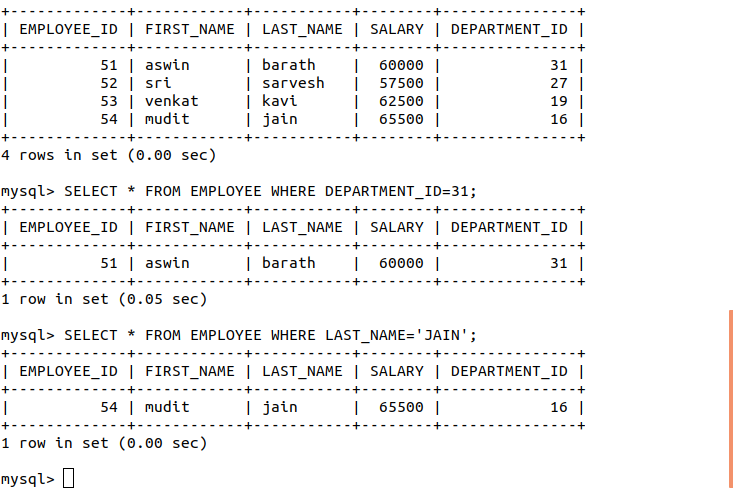 +-------------+------------+-----------+--------+---------------+
| EMPLOYEE_ID | FIRST_NAME | LAST_NAME | SALARY | DEPARTMENT_ID |
+-------------+------------+-----------+--------+---------------+
|          51 | aswin      | barath    |  60000 |            31 |
|          52 | sri        | sarvesh   |  57500 |            27 |
|          53 | venkat     | kavi      |  62500 |            19 |
|          54 | mudit      | jain      |  65500 |            16 |
+-------------+------------+-----------+--------+---------------+
4 rows in set (0.00 sec)

mysql> SELECT * FROM EMPLOYEE WHERE DEPARTMENT_ID=31;
+-------------+------------+-----------+--------+---------------+
| EMPLOYEE_ID | FIRST_NAME | LAST_NAME | SALARY | DEPARTMENT_ID |
+-------------+------------+-----------+--------+---------------+
|          51 | aswin      | barath    |  60000 |            31 |
+-------------+------------+-----------+--------+---------------+
1 row in set (0.05 sec)

mysql> SELECT * FROM EMPLOYEE WHERE LAST_NAME='JAIN';
+-------------+------------+-----------+--------+---------------+
| EMPLOYEE_ID | FIRST_NAME | LAST_NAME | SALARY | DEPARTMENT_ID |
+-------------+------------+-----------+--------+---------------+
|          54 | mudit      | jain      |  65500 |            16 |
+-------------+------------+-----------+--------+---------------+
1 row in set (0.00 sec)

mysql>